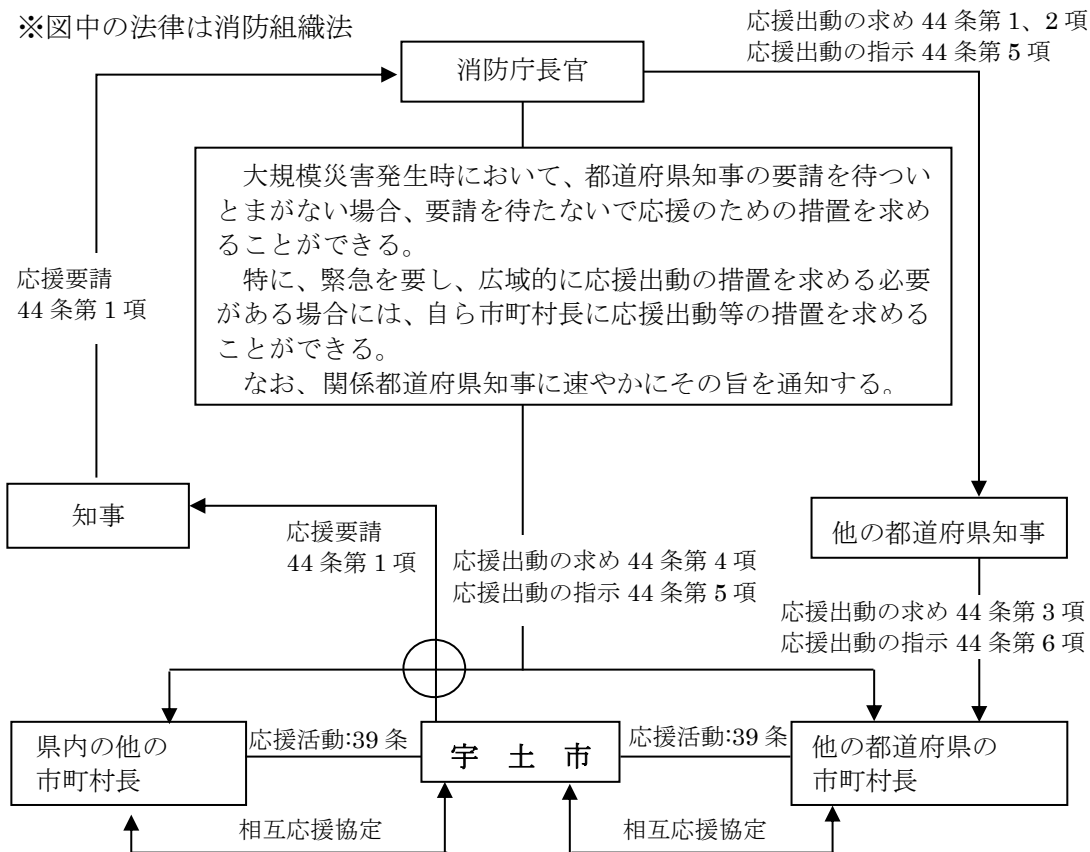 ※図中の法律は消防組織法
応援出動の求め 44 条第 1、2 項
応援出動の指示 44 条第 5 項
消防庁長官
大規模災害発生時において、都道府県知事の要請を待つい
とまがない場合、要請を待たないで応援のための措置を求め
ることができる。
特に、緊急を要し、広域的に応援出動の措置を求める必要
がある場合には、自ら市町村長に応援出動等の措置を求める
ことができる。
なお、関係都道府県知事に速やかにその旨を通知する。
応援要請
44 条第 1 項
知事
応援要請
44 条第 1 項
他の都道府県知事
応援出動の求め 44 条第 4 項
応援出動の指示 44 条第 5 項
応援出動の求め 44 条第 3 項
応援出動の指示 44 条第 6 項
県内の他の
市町村長
応援活動:39 条
宇 土 市
応援活動:39 条
他の都道府県の
市町村長
相互応援協定
相互応援協定